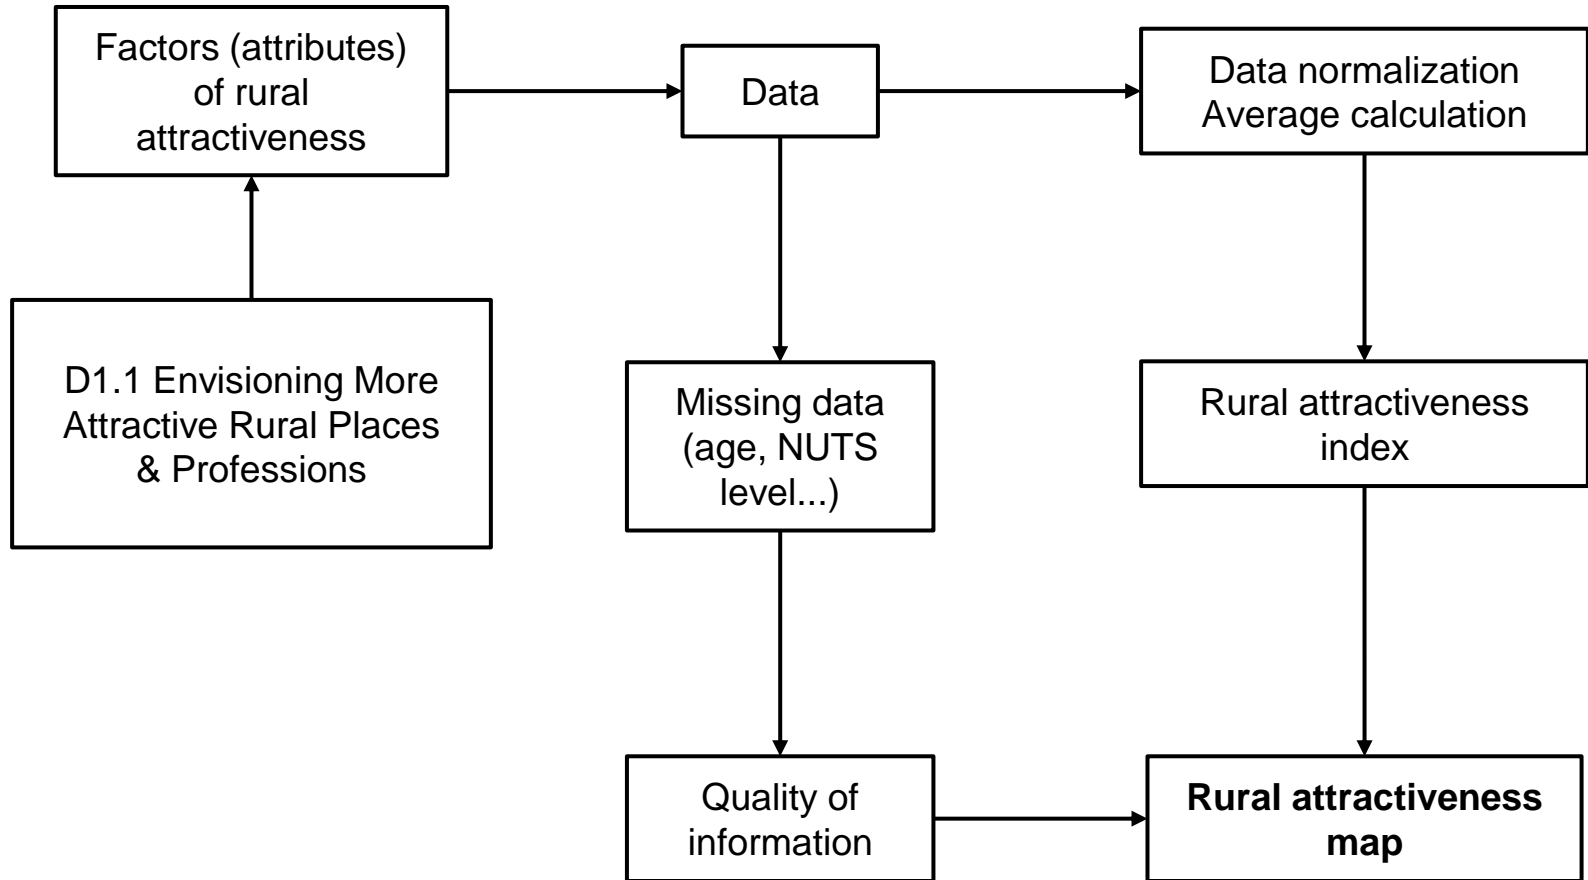 Factors (attributes)
of rural
attractiveness
Data
Data normalization
Average calculation
D1.1 Envisioning More
Attractive Rural Places
& Professions
Missing data
(age, NUTS
level...)
Rural attractiveness
index
Quality of
information
Rural attractiveness
map